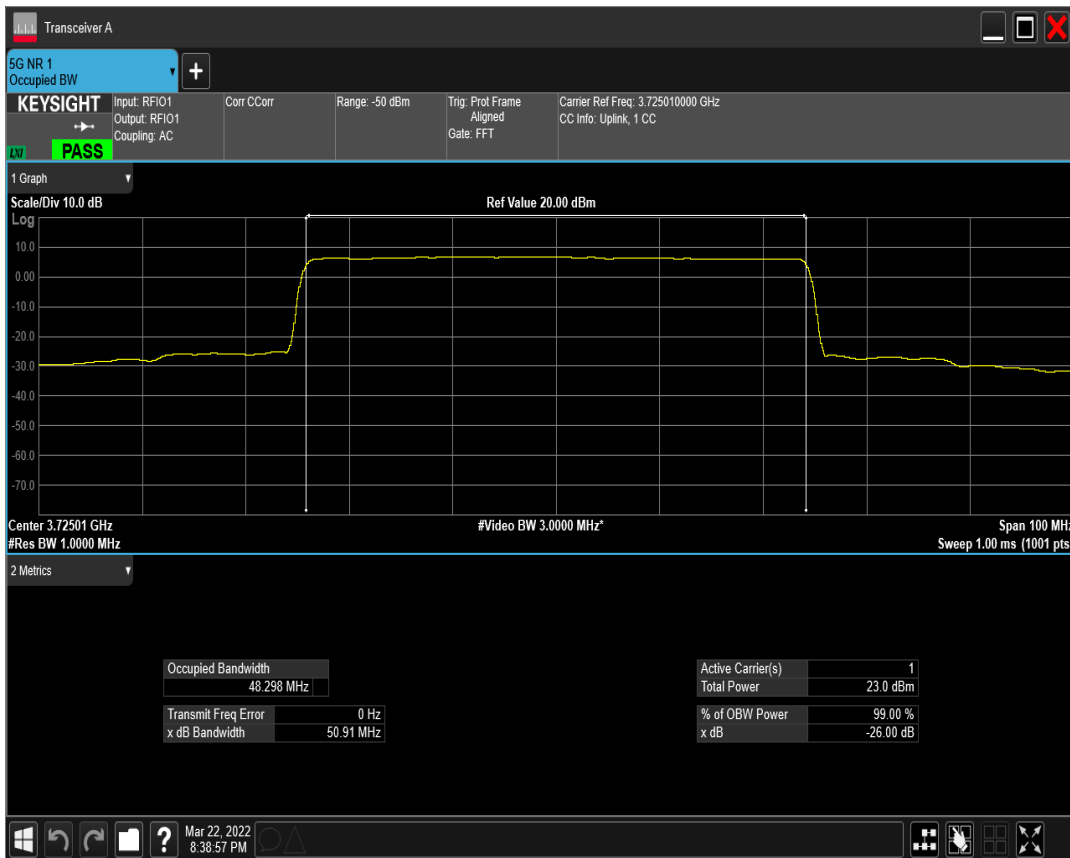 Transceiver A
5G NR 1
Occupied BW
KEYSIGHT
LXI
PASS
Input: RFIO1
Output: RFIO1
Coupling: AC
Corr CCorr
Range: -50 dBm
Trig: Prot Frame
Aligned
Gate: FFT
Carrier Ref Freq: 3.725010000 GHz
CC Info: Uplink, 1 CC
1 Graph
Scale/Div 10.0 dB
Ref Value 20.00 dBm
Log
10.0
0.00
-10.0
-20.0
-30.0
-40.0
-50.0
-60.0
-70.0
Center 3.72501 GHz
#Video BW 3.0000 MHz*
Span 100 MHz
#Res BW 1.0000 MHz
Sweep 1.00 ms (1001 pts
2 Metrics
Occupied Bandwidth
48.298 MHz
Transmit Freq Error 0 Hz
x dB Bandwidth 50.91 MHz
Active Carrier(s) 1
Total Power 23.0 dBm
% of OBW Power 99.00 %
x dB -26.00 dB
?
Mar 22, 2022
8:38:57 PM